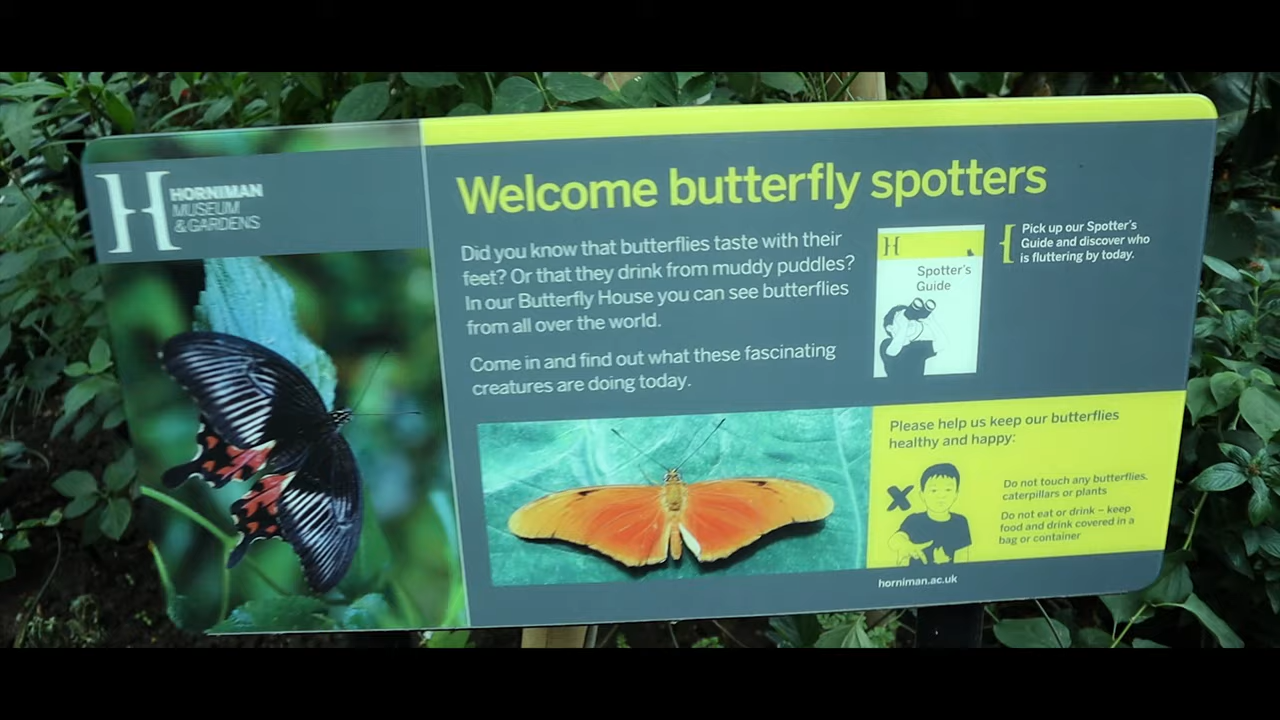 HORNIMAN
MUSEUM
& GARDENS
Welcome butterfly spotters
Did you know that butterflies taste with their
feet? Or that they drink from muddy puddles?
In our Butterfly House you can see butterflies
from all over the world.
Come in and find out what these fascinating
creatures are doing today.
H
Spotter's
Guide
Pick up our Spotter's
Guide and discover who
is fluttering by today.
Please help us keep our butterflies
healthy and happy:
Do not touch any butterflies,
caterpillars or plants
Do not eat or drink – keep
food and drink covered in a
bag or container
horniman.ac.uk